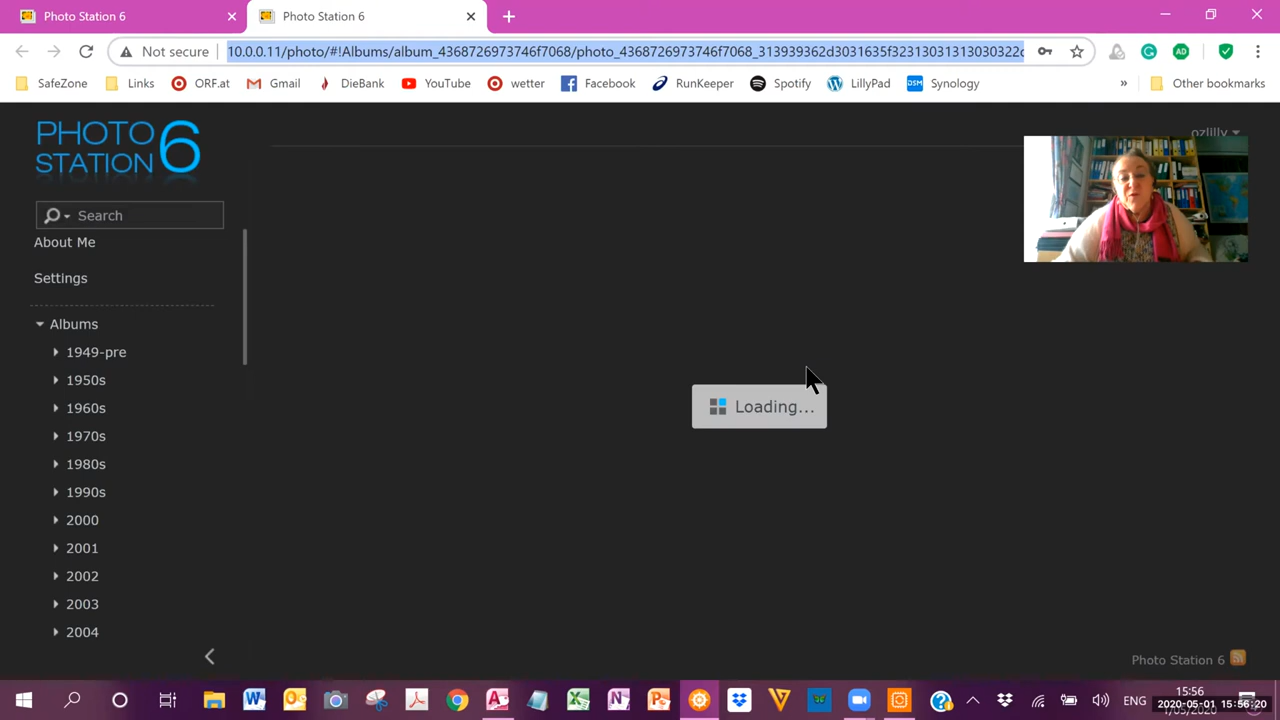 Photo Station 6
Photo Station 6
Not secure
10.0.0.11/photo/#!Albums/album_4368726973746f7068/photo_4368726973746f7068_313939362d3031635f32313031313030322d
SafeZone
Links
ORF.at
Gmail
DieBank
YouTube
wetter
Facebook
RunKeeper
Spotify
LillyPad
DSM
Synology
»
Other bookmarks
PHOTO
STATION 6
ozlilly
Search
About Me
Settings
Albums
1949-pre
1950s
1960s
1970s
1980s
1990s
2000
2001
2002
2003
2004
Loading...
Photo Station 6
ENG
15:56
2020-05-01 15:56:20